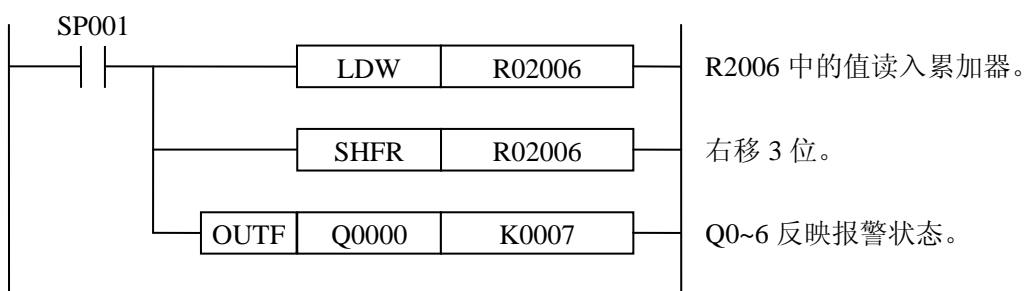 SP001
LDW R02006 R2006 中的值读入累加器。
SHFR R02006 右移 3 位。
OUTF Q0000 K0007 Q0~6 反映报警状态。